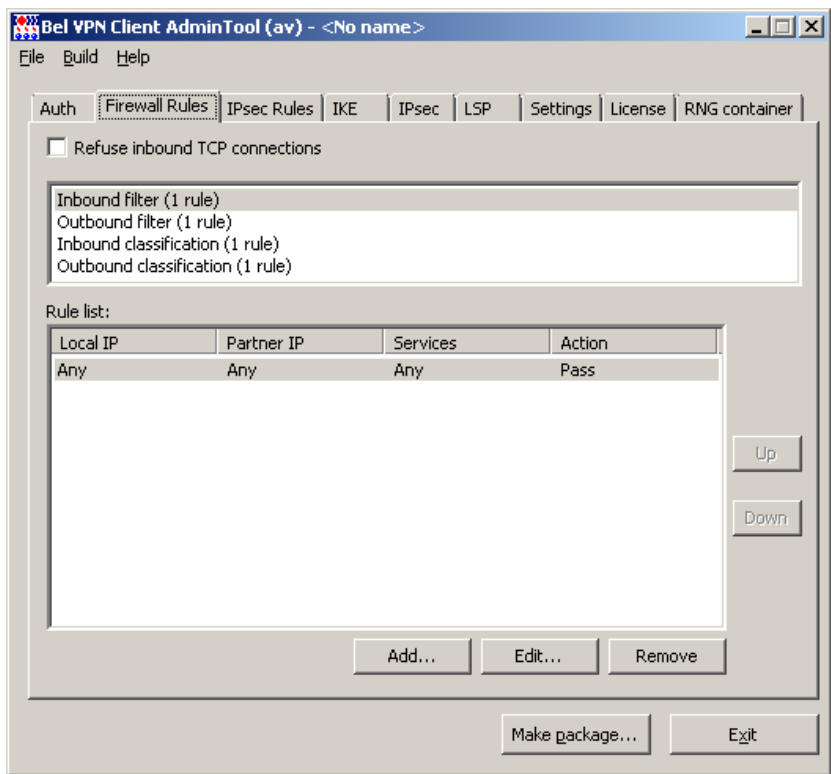 Bel VPN Client AdminTool (av) - <No name>
File Build Help
Auth Firewall Rules IPsec Rules IKE IPsec LSP Settings License RNG container
Refuse inbound TCP connections
Inbound filter (1 rule)
Outbound filter (1 rule)
Inbound classification (1 rule)
Outbound classification (1 rule)
Rule list:
Local IP Partner IP Services Action
Any Any Any Pass
Up
Down
Add... Edit... Remove
Make package... Exit